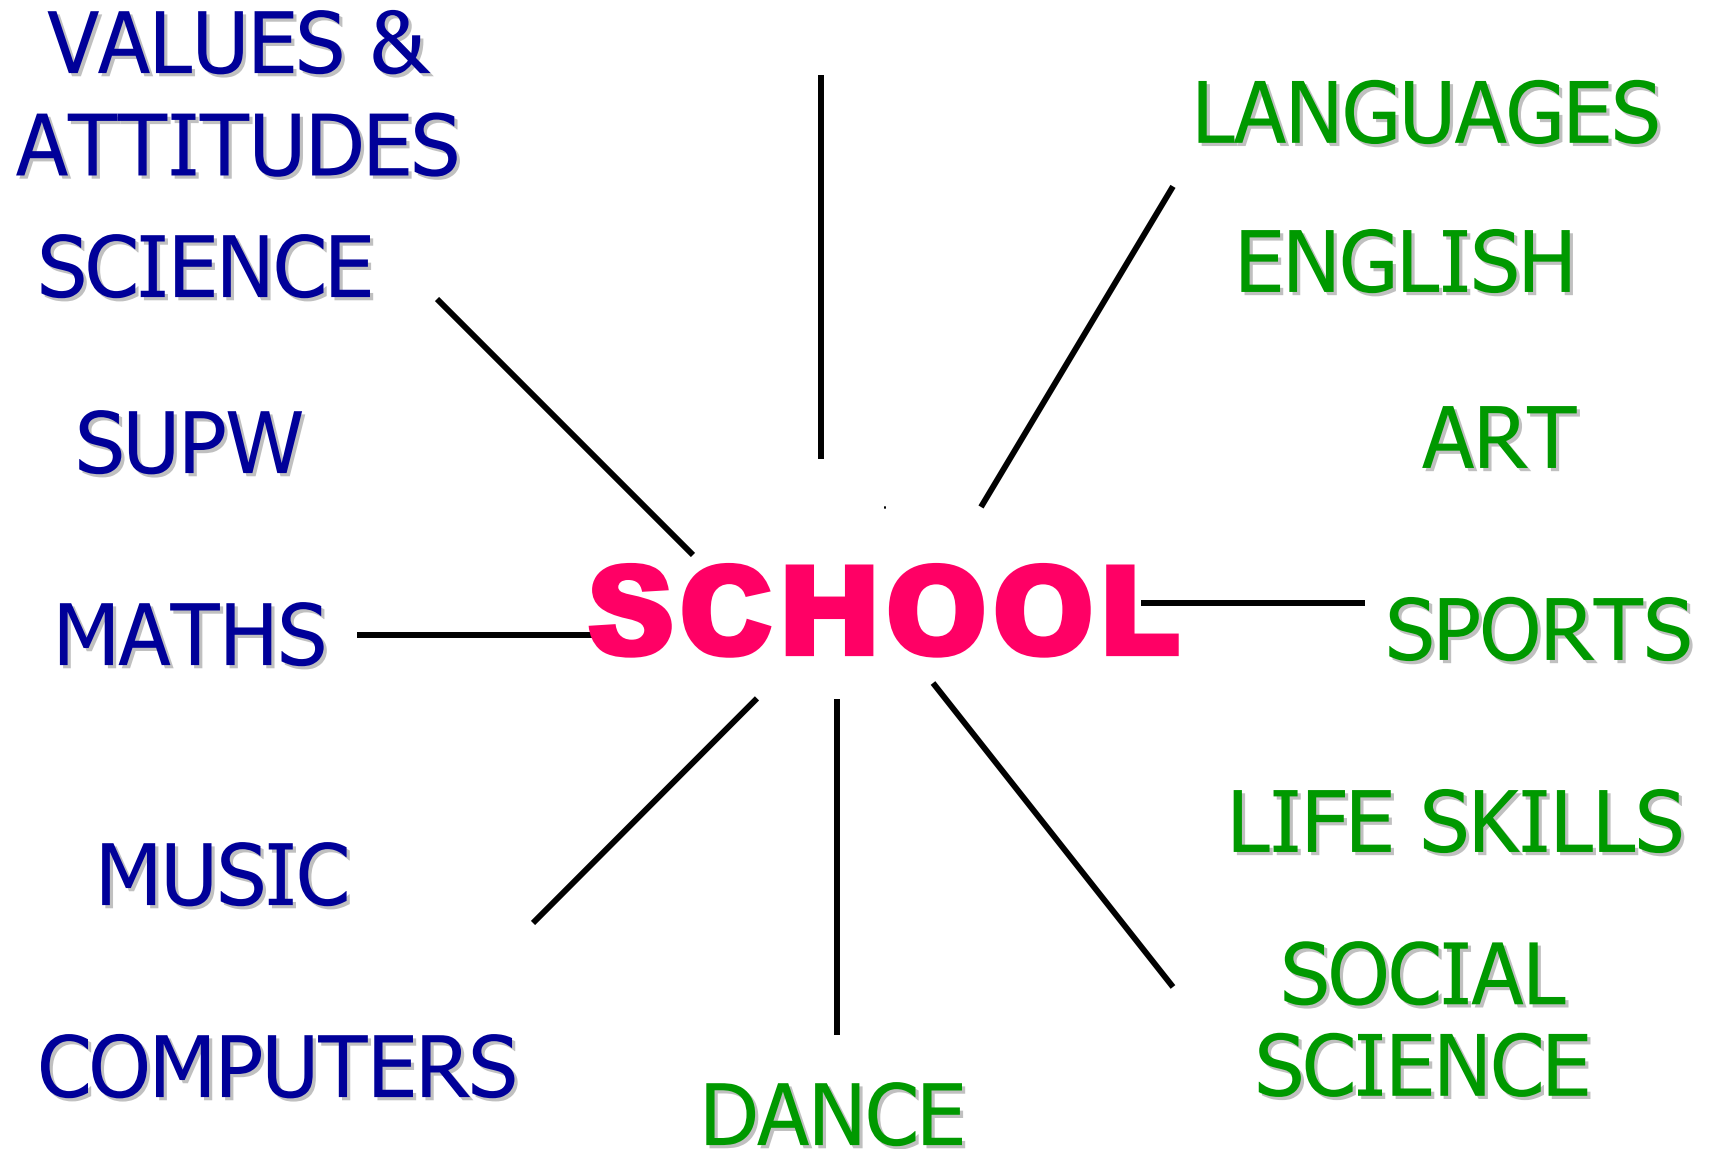 VALUES &
ATTITUDES
LANGUAGES
SCIENCE
ENGLISH
SUPW
ART
SCHOOL
MATHS
SPORTS
MUSIC
LIFE SKILLS
SOCIAL
SCIENCE
COMPUTERS
DANCE